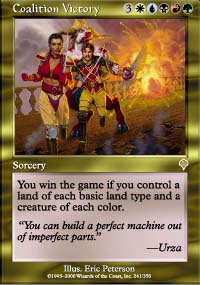 Coalition Victory 3
Sorcery
You win the game if you control a
land of each basic land type and a
creature of each color.
“You can build a perfect machine out
of imperfect parts.”
—Urza
Illus. Eric Peterson
©1993-2000 Wizards of the Coast, Inc. 241/350